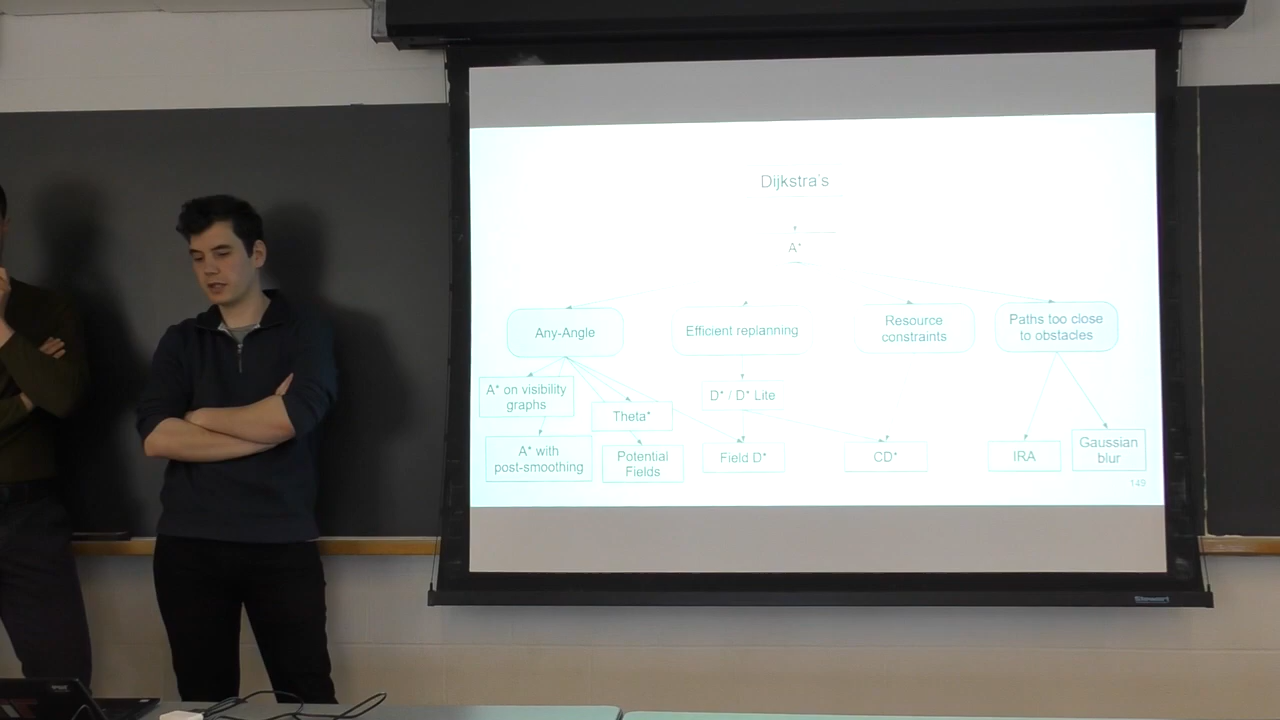 Dijkstra's
A*
Any-Angle
Efficient replanning
Resource
constraints
Paths too close
to obstacles
A* on visibility
graphs
Theta*
D* / D* Lite
A* with
post-smoothing
Potential
Fields
Field D*
CD*
IRA
Gaussian
blur
149